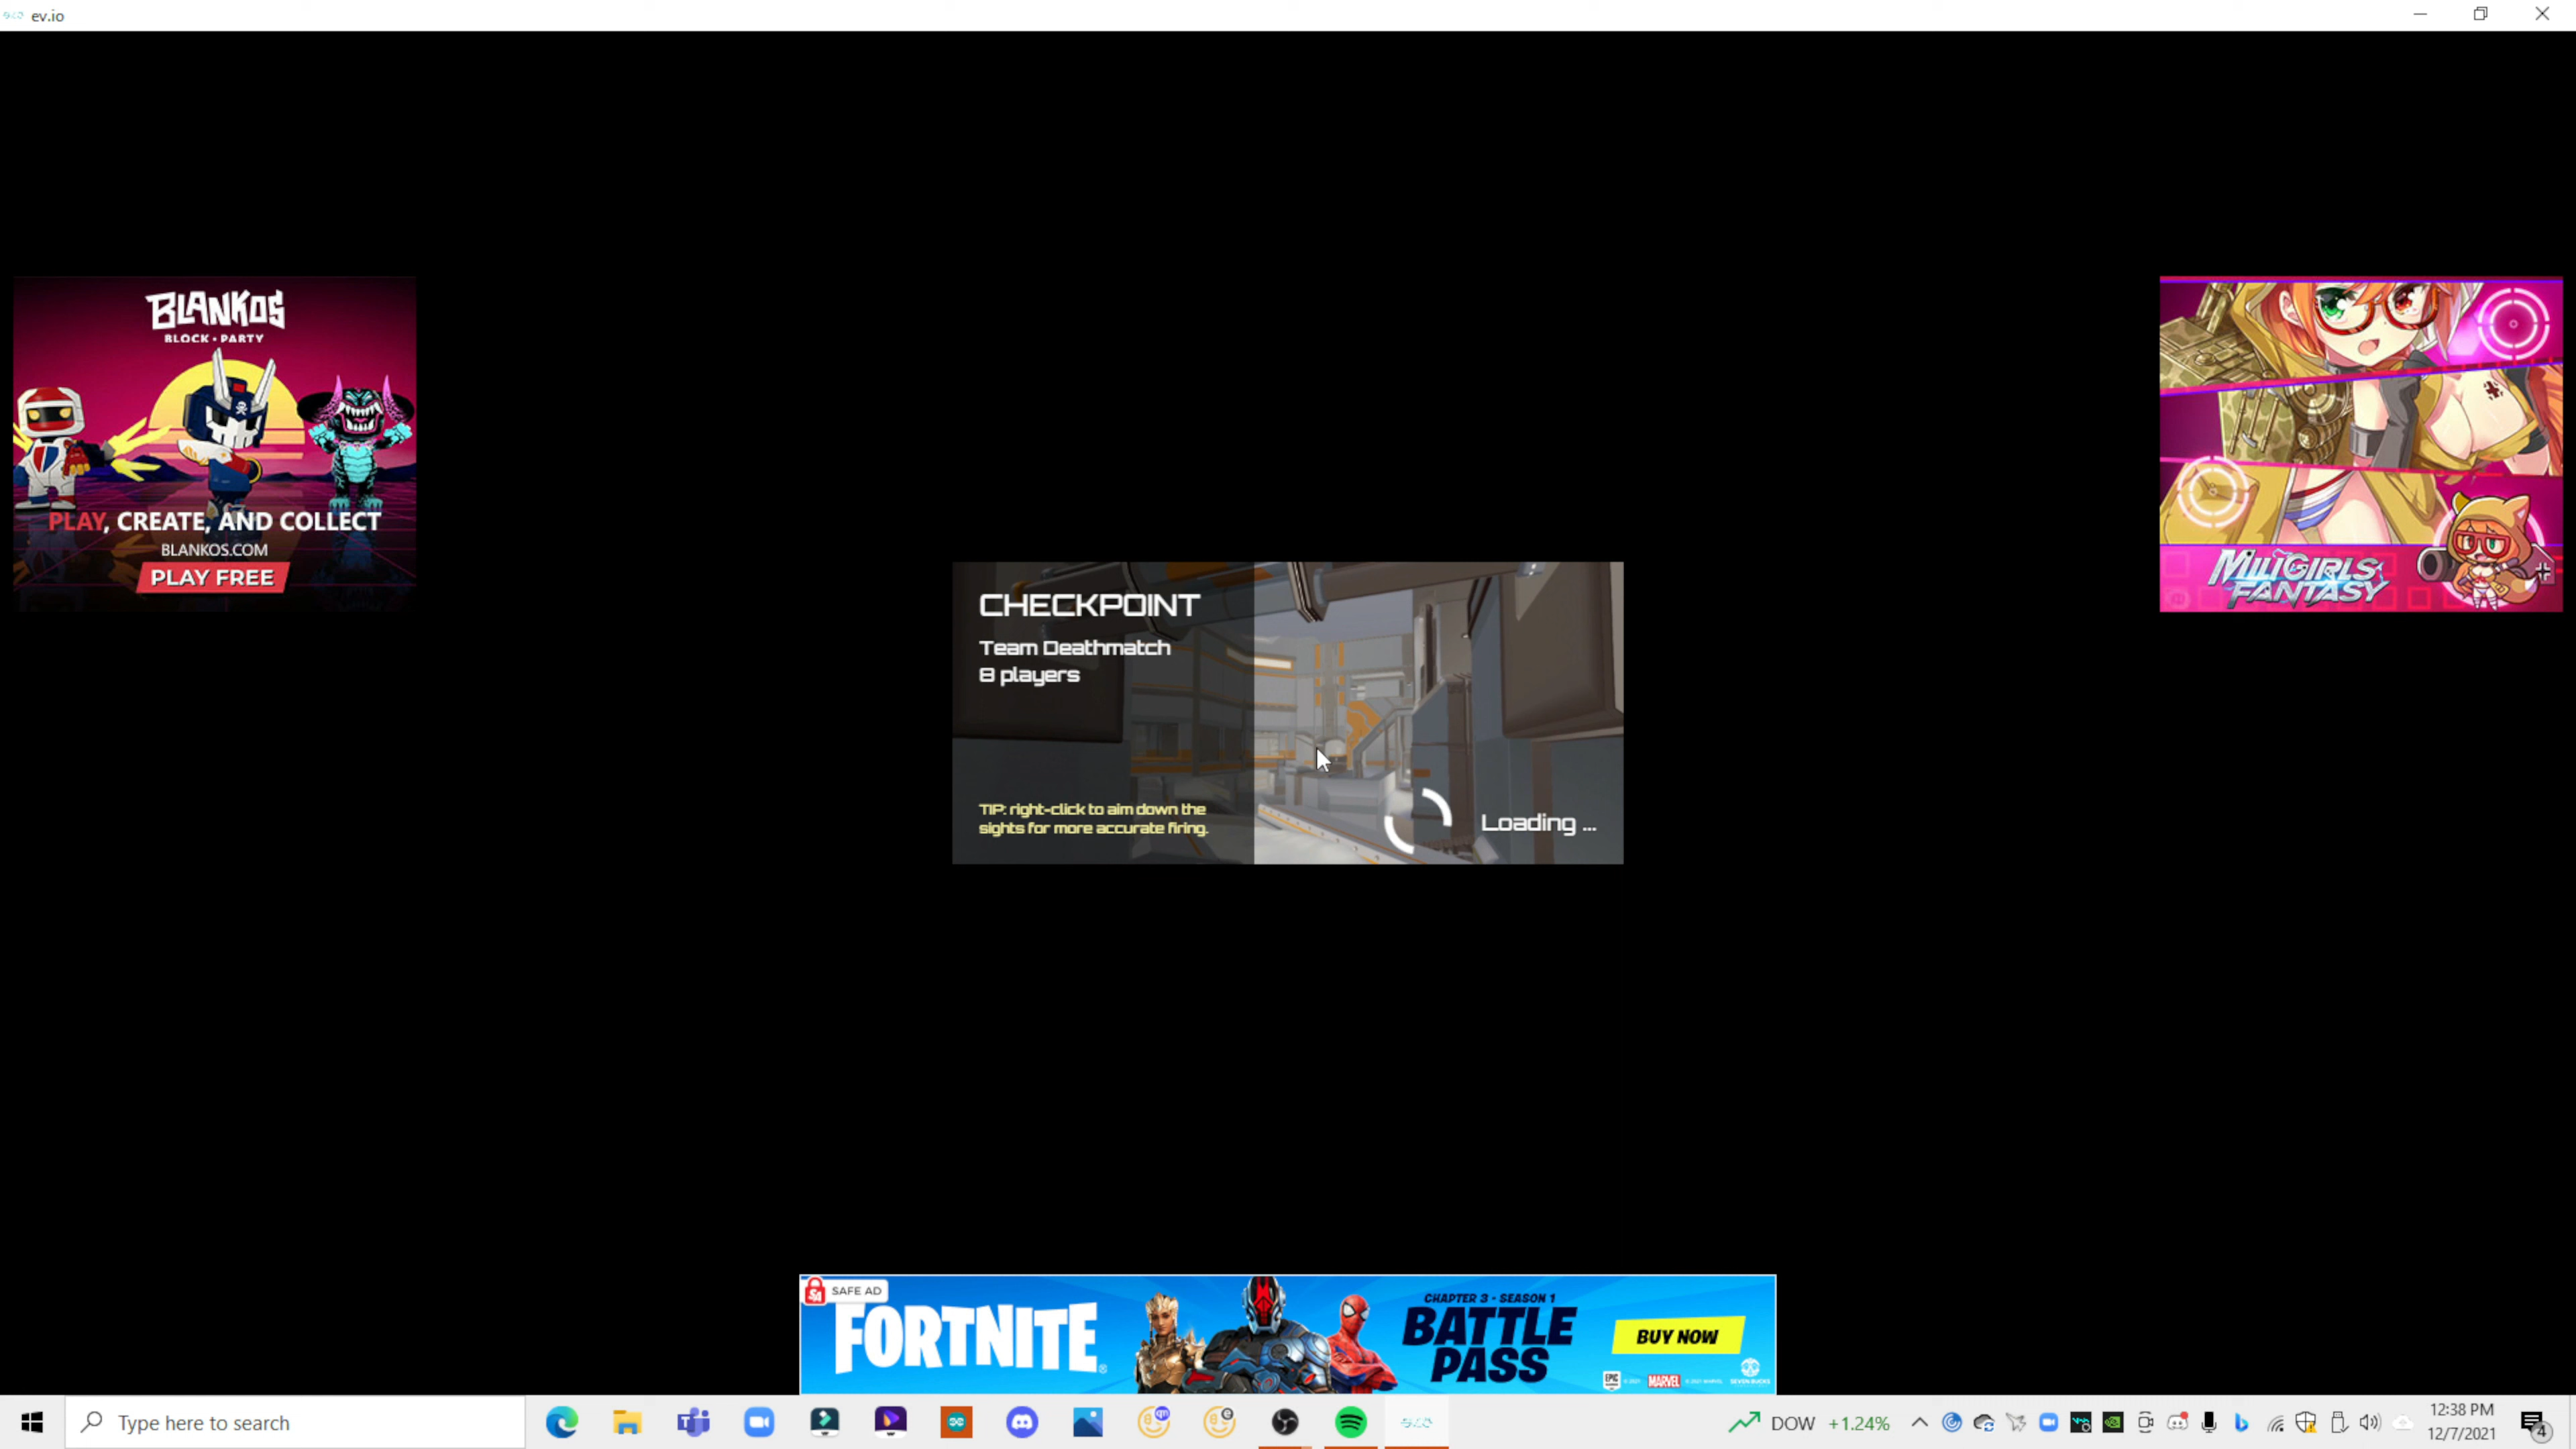 ev.io
BLANKOS
BLOCK • PARTY
PLAY, CREATE, AND COLLECT
BLANKOS.COM
PLAY FREE
MILIGIRLS
FANTASY
CHECKPOINT
Team Deathmatch
8 players
TIP: right-click to aim down the
sights for more accurate firing.
Loading ...
SAFE AD
FORTNITE
CHAPTER 3 - SEASON 1
BATTLE
PASS
BUY NOW
EPIC
MARVEL
Type here to search
DOW +1.24%
12:38 PM
12/7/2021
4